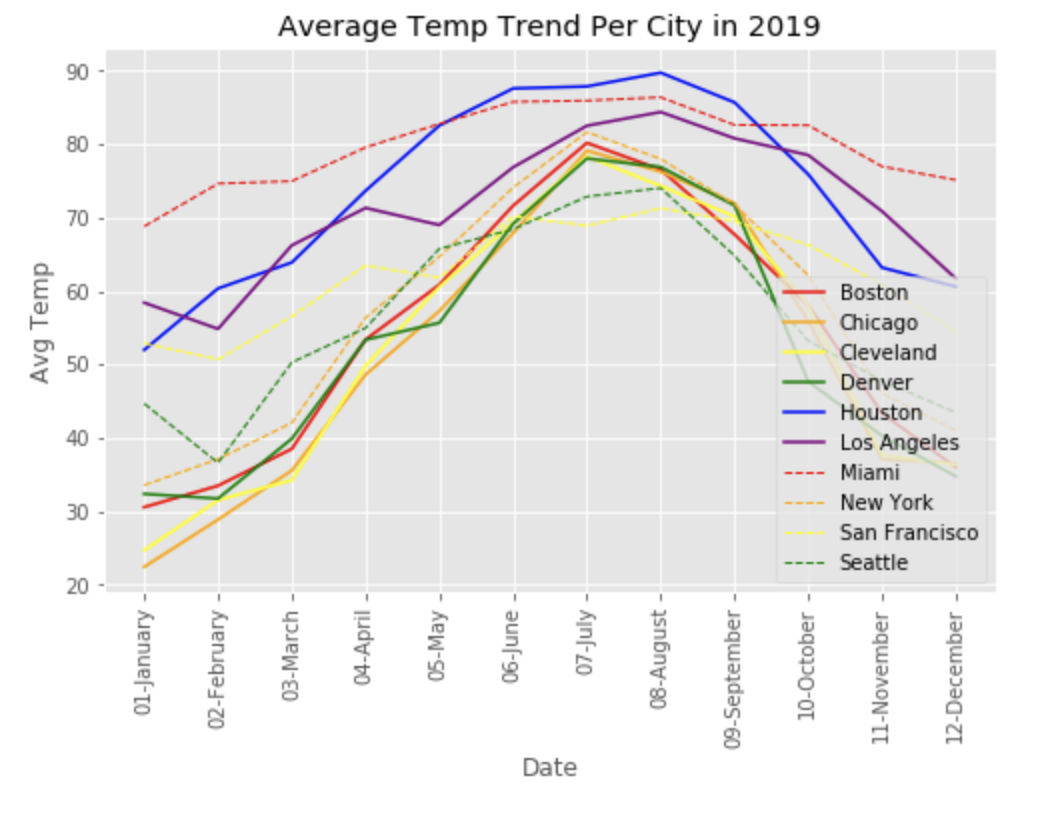 Average Temp Trend Per City in 2019
90
80
70
60
50
40
30
20
Avg Temp
Boston
Chicago
Cleveland
Denver
Houston
Los Angeles
Miami
New York
San Francisco
Seattle
01-January
02-February
03-March
04-April
05-May
06-June
07-July
08-August
09-September
10-October
11-November
12-December
Date